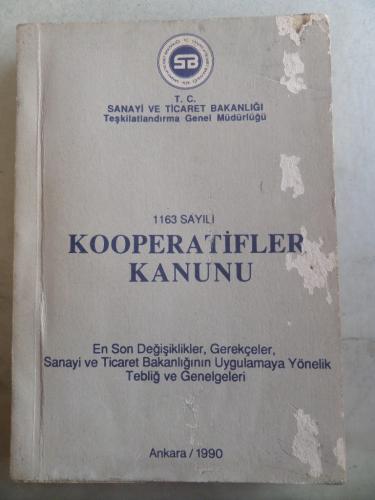 SB
T. C.
SANAYİ VE TİCARET BAKANLIĞI
Teşkilatlandırma Genel Müdürlüğü
1163 SAYILI
KOOPERATİFLER
KANUNU
En Son Değişiklikler, Gerekçeler,
Sanayi ve Ticaret Bakanlığının Uygulamaya Yönelik
Tebliğ ve Genelgeleri
Ankara / 1990